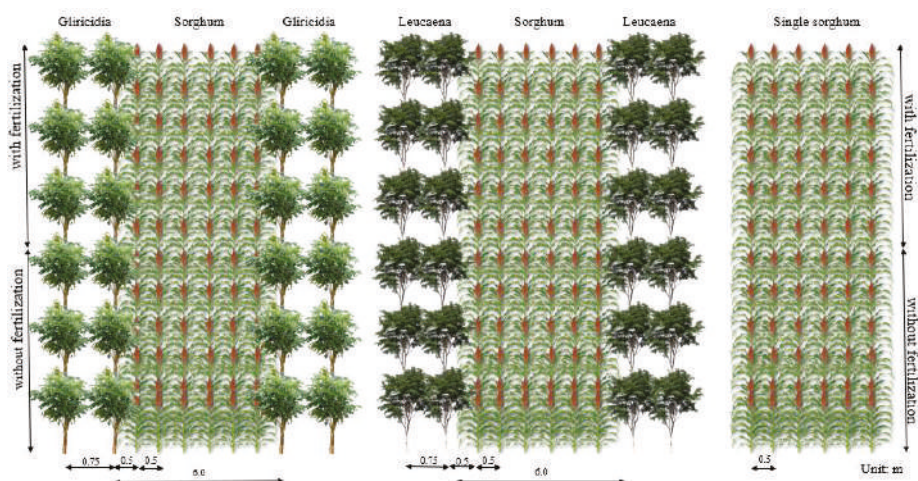 Gliricidia Sorghum Gliricidia Leucaena Sorghum Leucaena Single sorghum
with fertilization
without fertilization
with fertilization
without fertilization
0.75 0.5 0.5
6.0
0.75 0.5 0.5
6.0
0.5
Unit: m